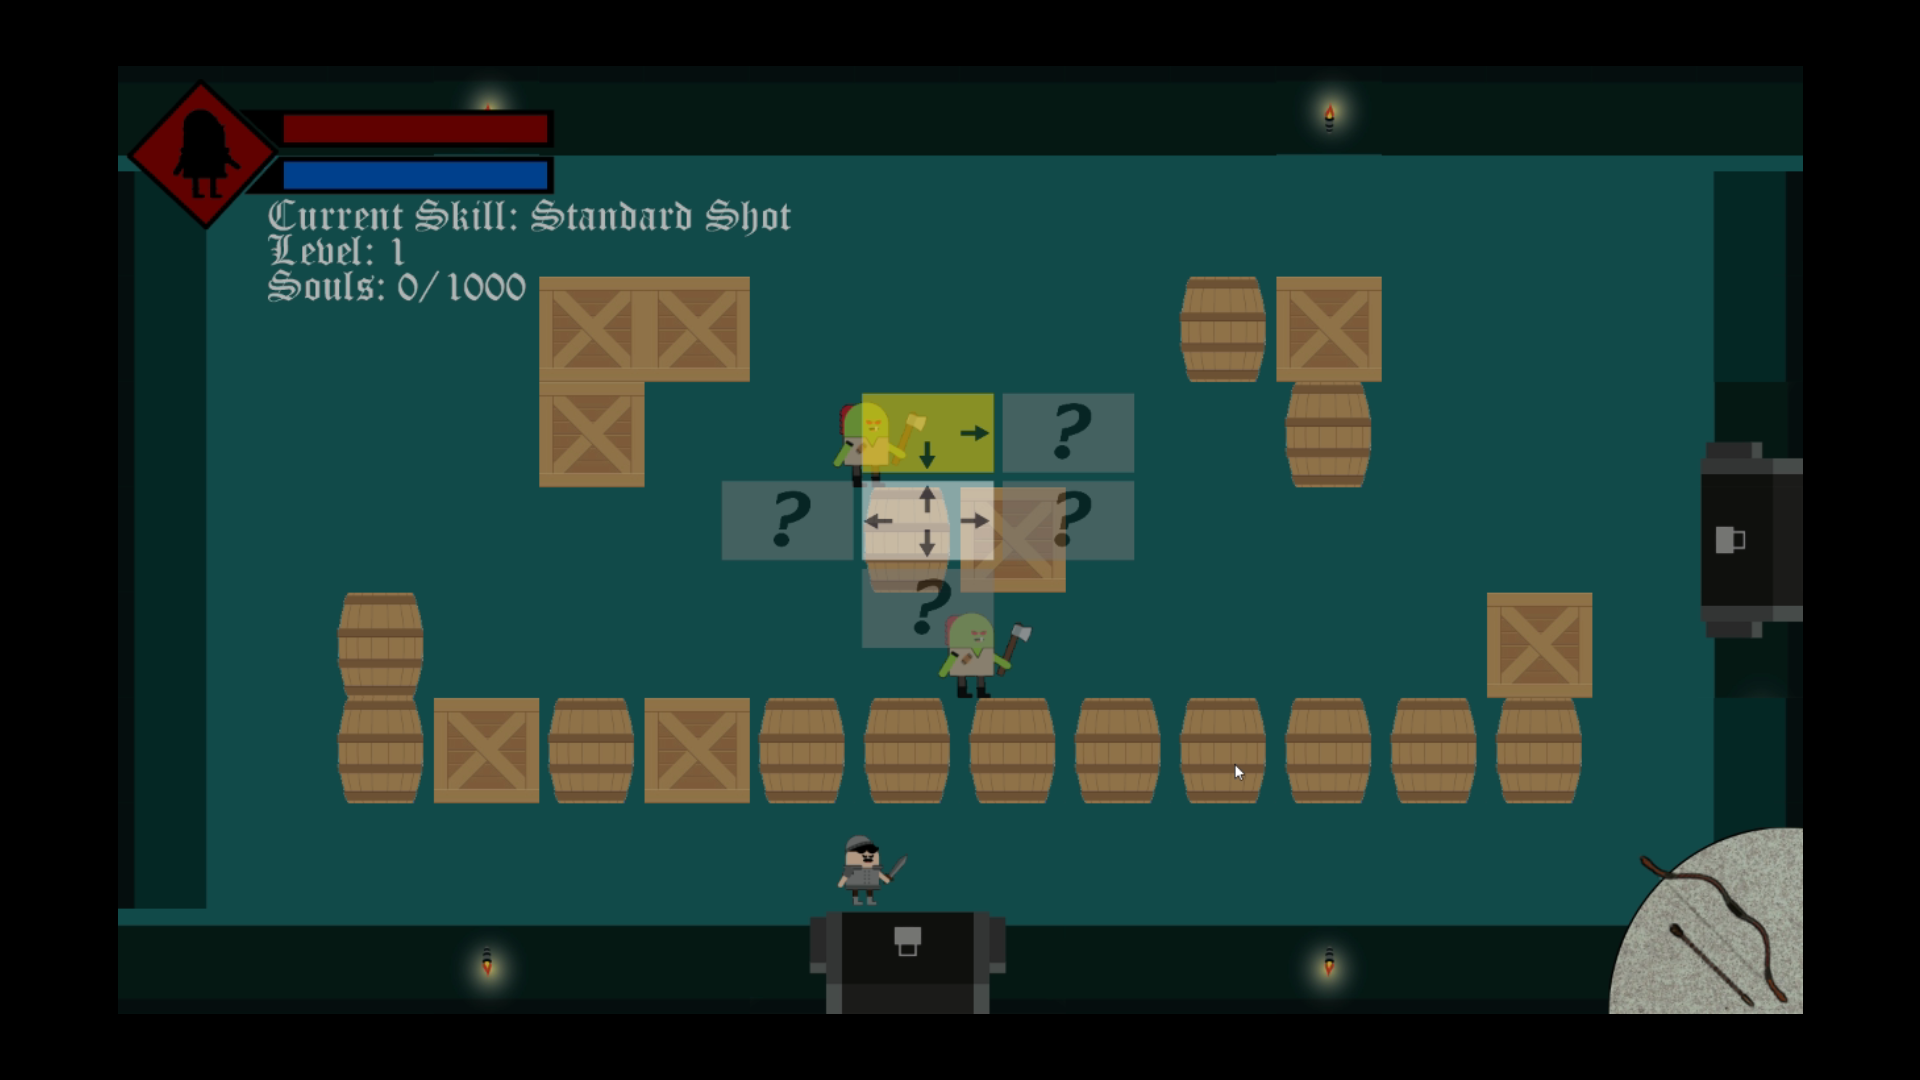 Current Skill: Standard Shot
Level: 1
Souls: 0/1000
?
? ?
?